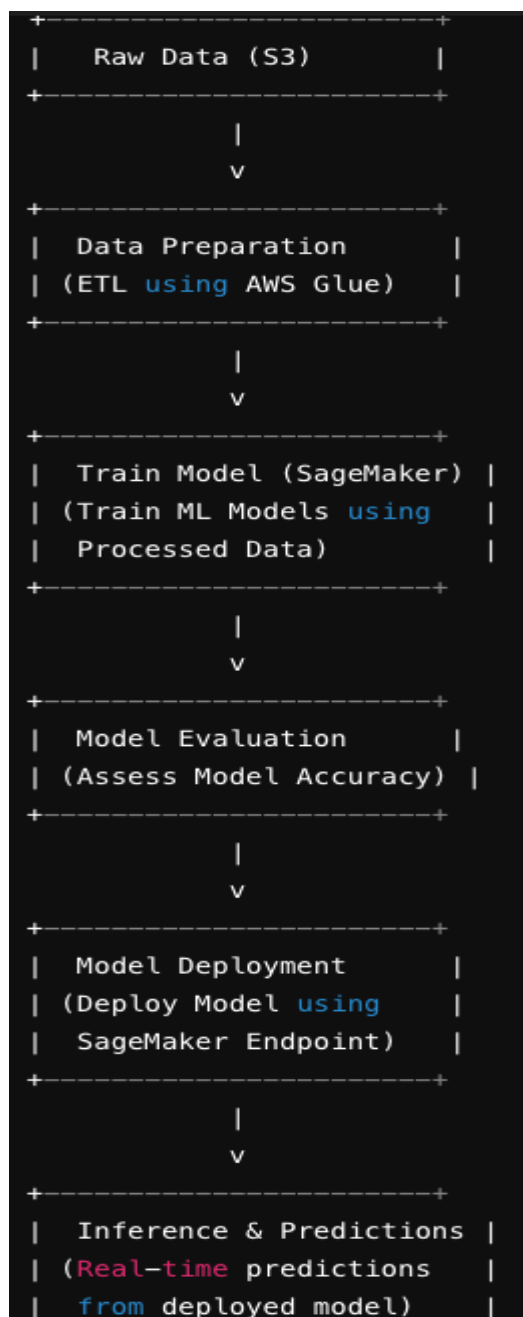 +-----------------------+
|   Raw Data (S3)       |
+-----------------------+
            |
            v
+-----------------------+
|  Data Preparation      |
| (ETL using AWS Glue)   |
+-----------------------+
            |
            v
+-----------------------+
|  Train Model (SageMaker) |
| (Train ML Models using   |
|  Processed Data)         |
+-----------------------+
            |
            v
+-----------------------+
|  Model Evaluation      |
| (Assess Model Accuracy) |
+-----------------------+
            |
            v
+-----------------------+
|  Model Deployment      |
| (Deploy Model using    |
|  SageMaker Endpoint)   |
+-----------------------+
            |
            v
+-----------------------+
|  Inference & Predictions |
| (Real-time predictions   |
|  from deployed model)    |